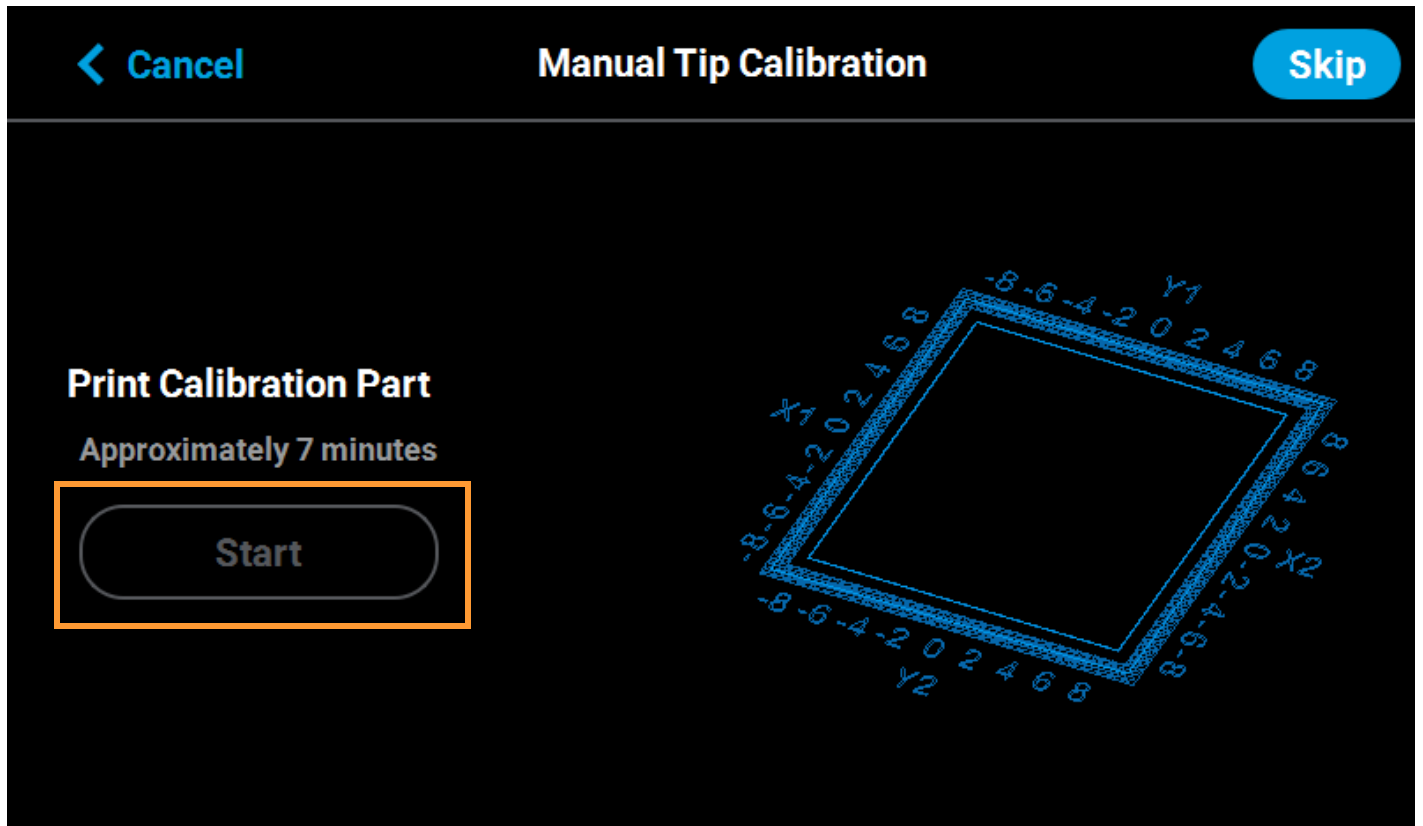 Cancel
Manual Tip Calibration
Skip
Print Calibration Part
Approximately 7 minutes
Start
Y1
-8 -6 -4 -2 0 2 4 6 8
X1
-8 -6 -4 -2 0 2 4 6 8
X2
8 6 4 2 0 -2 -4 -6 -8
-8 -6 -4 -2 0 2 4 6 8
Y2